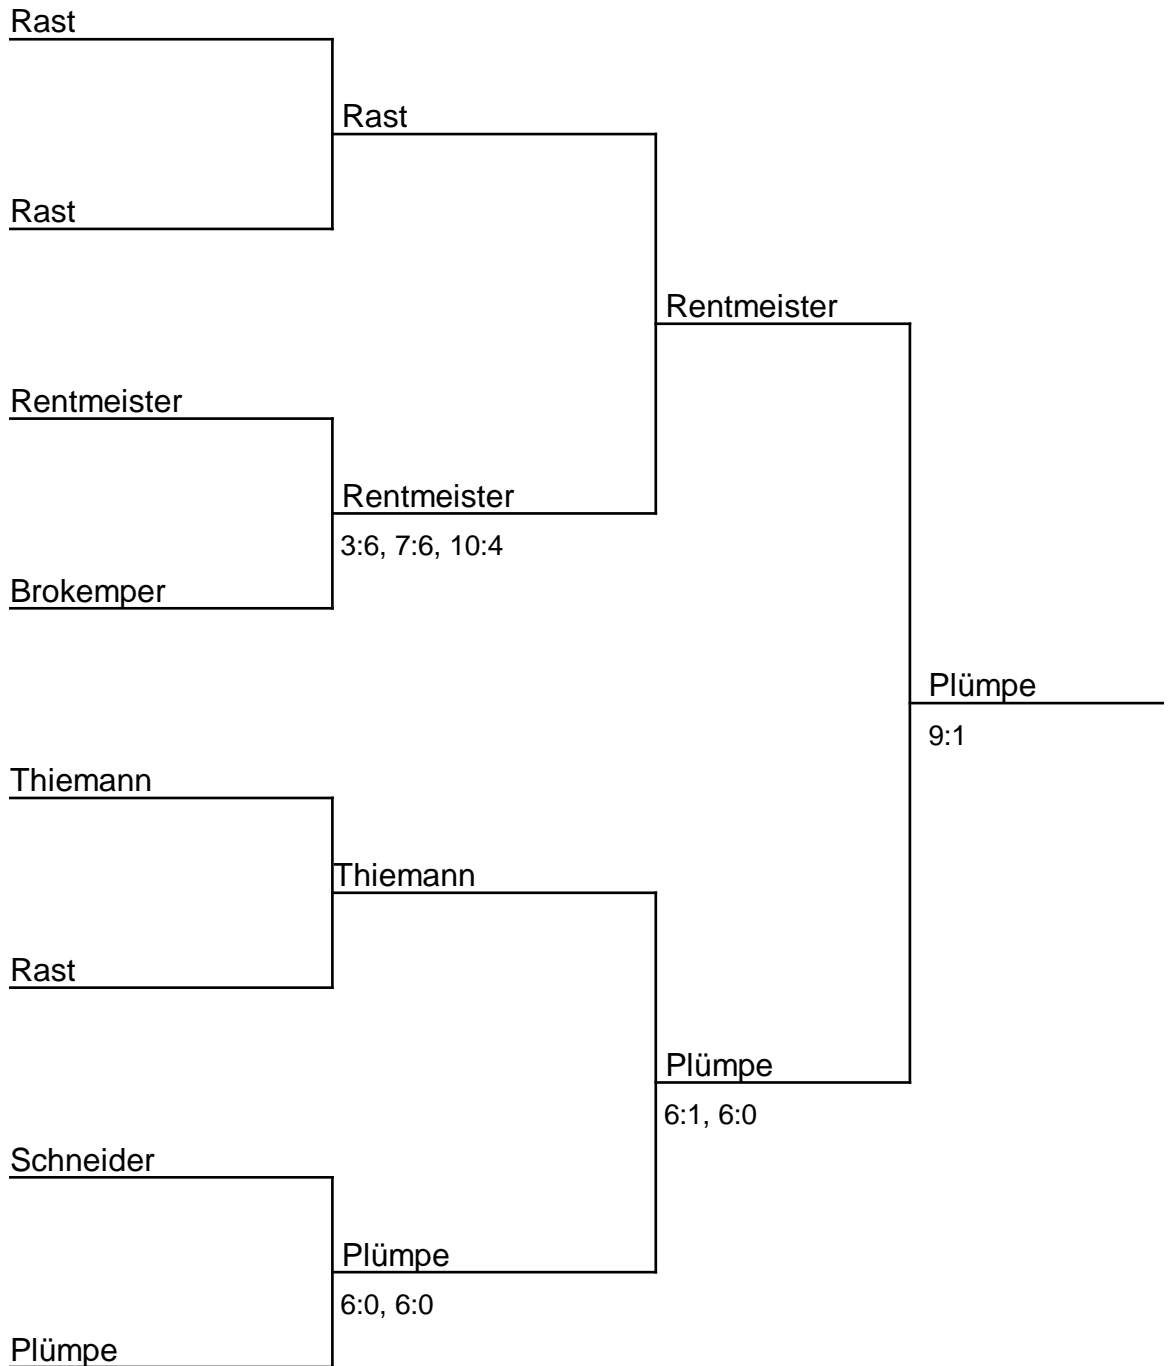 Rast
Rast
Rast
Rentmeister
Rentmeister
Rentmeister
3:6, 7:6, 10:4
Brokemper
Plümpe
9:1
Thiemann
Thiemann
Rast
Plümpe
6:1, 6:0
Schneider
Plümpe
6:0, 6:0
Plümpe